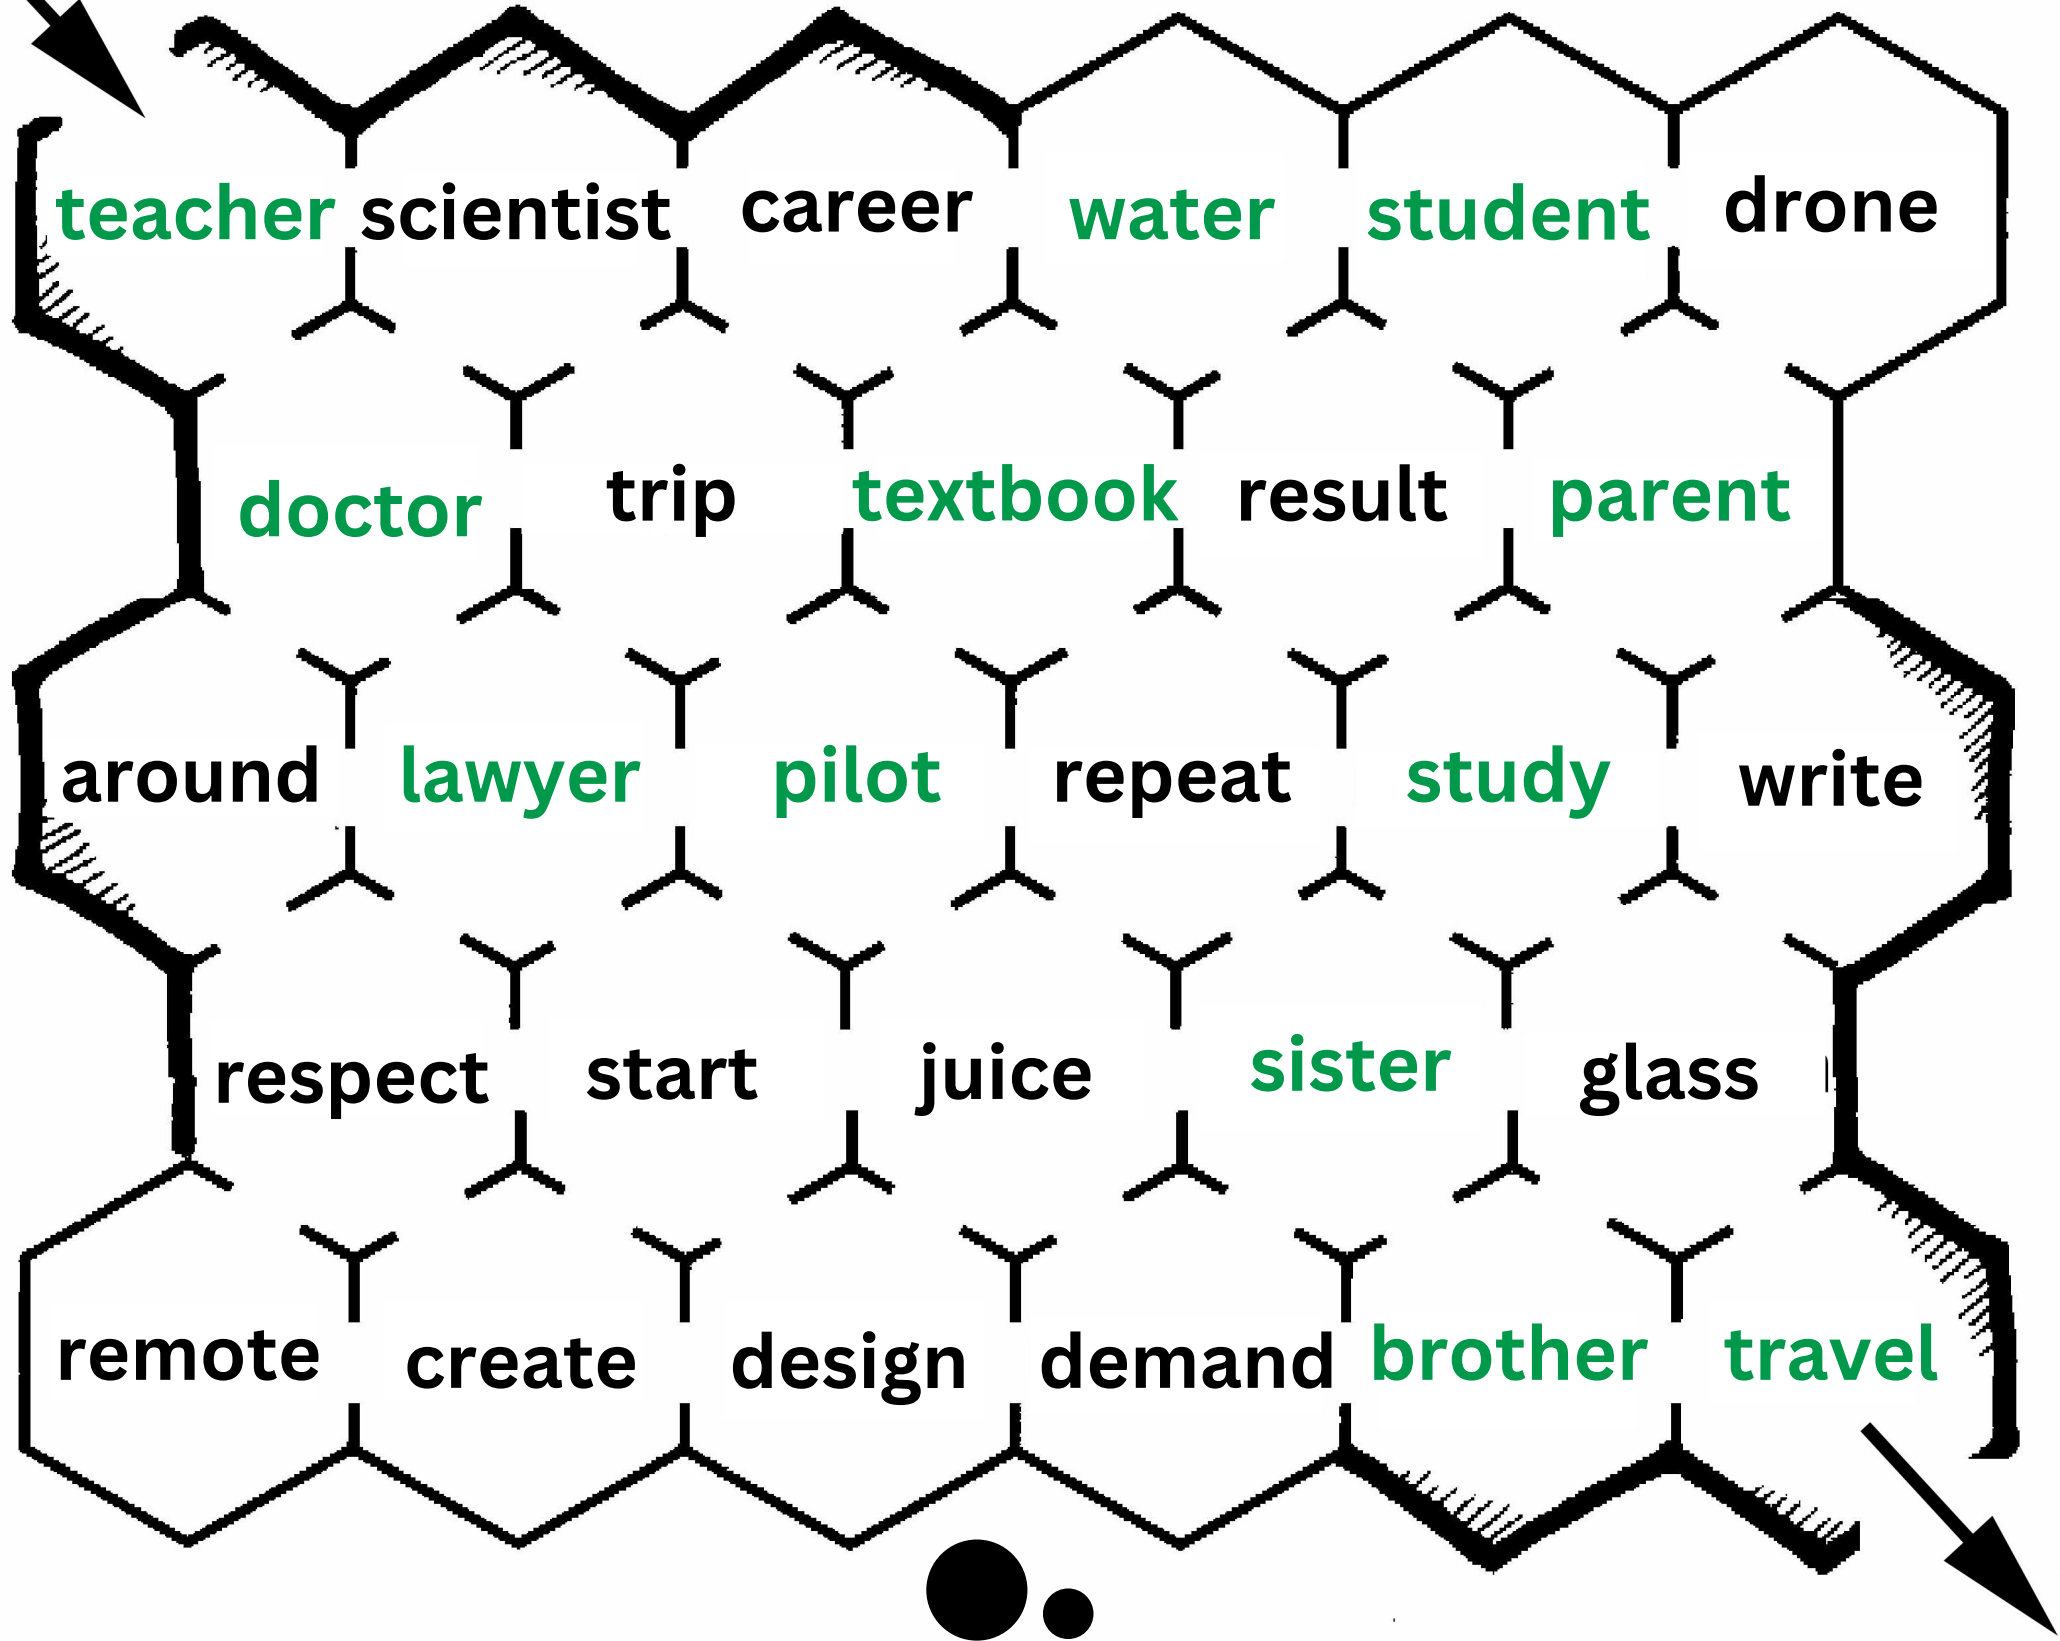 teacher scientist career water student drone
doctor trip textbook result parent
around lawyer pilot repeat study write
respect start juice sister glass
remote create design demand brother travel